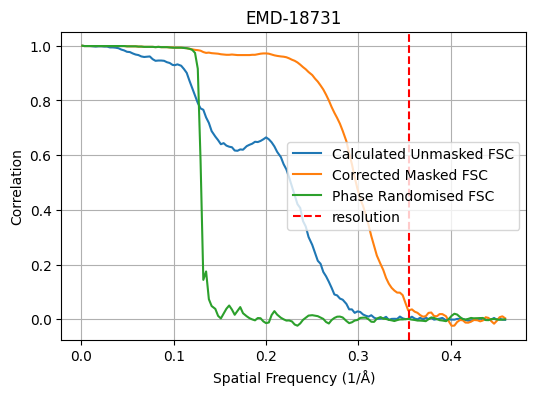 EMD-18731
1.0
0.8
0.6
0.4
0.2
0.0
Correlation
Calculated Unmasked FSC
Corrected Masked FSC
Phase Randomised FSC
resolution
0.0 0.1 0.2 0.3 0.4
Spatial Frequency (1/Å)